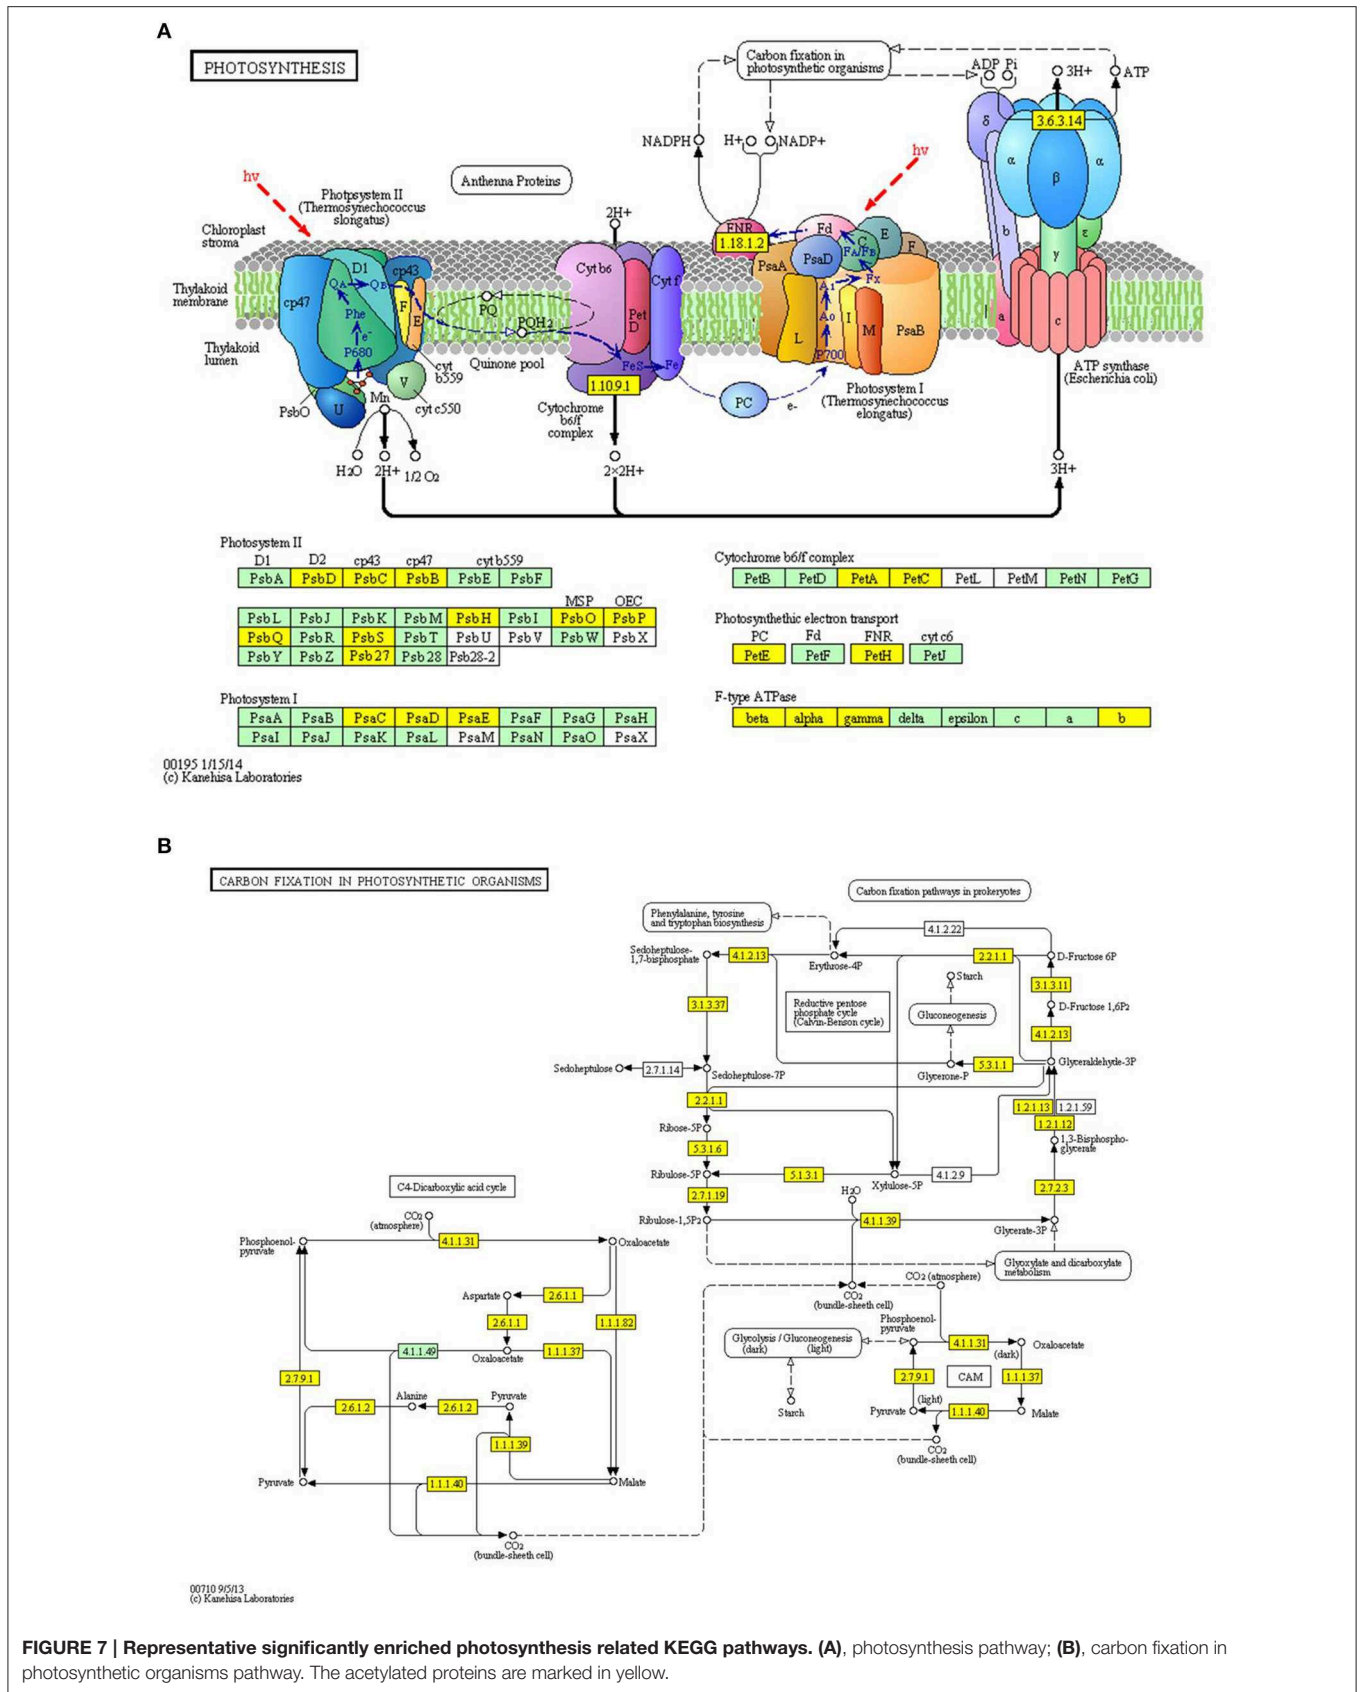 A
PHOTOSYNTHESIS
Carbon fixation in
photosynthetic organisms
ADP Pi
3H+
ATP
NADPH
H+
NADP+
3.6.3.14
δ
α
β
α
hν
hν
Anthenna Proteins
Photpsystem II
(Thermosynechococcus
slongatus)
2H+
Chloroplast
stroma
FNR
1.18.1.2
Fd
C
E
F
FA/FB
PsaA
PsaD
b
ε
γ
D1
cp43
cp47
QA
QB
F
E
Phe
e-
P680
Cyt b6
Pet
D
Cyt f
A1
Fx
A0
Thylakoid
membrane
PQ
PQH2
L
I
M
PsaB
a
c
Thylakoid
lumen
Quinone pool
FeS
Fe
P700
cyt
b559
V
cyt c550
PsbO
U
Mn
1.10.9.1
Cytochrome
b6/f
complex
PC
e-
Photosystem I
(Thermosynechococcus
elongatus)
ATP synthase
(Escherichia coli)
H2O
2H+
1/2 O2
2×2H+
3H+
Photosystem II
D1 D2 cp43 cp47 cyt b559
PsbA PsbD PsbC PsbB PsbE PsbF
MSP OEC
PsbL PsbJ PsbK PsbM PsbH PsbI PsbO PsbP
PsbQ PsbR PsbS PsbT PsbU PsbV PsbW PsbX
PsbY PsbZ Psb27 Psb28 Psb28-2
Photosystem I
PsaA PsaB PsaC PsaD PsaE PsaF PsaG PsaH
PsaI PsaJ PsaK PsaL PsaM PsaN PsaO PsaX
Cytochrome b6/f complex
PetB PetD PetA PetC PetL PetM PetN PetG
Photosynthethic electron transport
PC Fd FNR cyt c6
PetE PetF PetH PetJ
F-type ATPase
beta alpha gamma delta epsilon c a b
00195 1/15/14
(c) Kanehisa Laboratories
B
CARBON FIXATION IN PHOTOSYNTHETIC ORGANISMS
Carbon fixation pathways in prokeryotes
Phenylalanine, tyrosine
and tryptophan biosynthesis
4.1.2.22
Sedoheptulose-
1,7-bisphosphate
4.1.2.13
Erythrose-4P
2.2.1.1
D-Fructose 6P
Starch
3.1.3.11
3.1.3.37
Reductive pentose
phosphate cycle
(Calvin-Benson cycle)
Gluconeogenesis
D-Fructose 1,6P2
4.1.2.13
Sedoheptulose
2.7.1.14
Sedoheptulose-7P
Glycerone-P
5.3.1.1
Glyceraldehyde-3P
2.2.1.1
1.2.1.13
1.2.1.59
1.2.1.12
Ribose-5P
1,3-Bisphospho-
glycerate
5.3.1.6
Ribulose-5P
5.1.3.1
Xylulose-5P
4.1.2.9
2.7.1.19
2.7.2.3
H2O
Ribulose-1,5P2
4.1.1.39
Glycerate-3P
C4-Dicarboxylic acid cycle
CO2
(atmosphere)
Phosphoenol-
pyruvate
4.1.1.31
Oxaloacetate
Glyoxylate and dicarboxylate
metabolism
CO2 (atmosphere)
CO2
(bundle-sheeth cell)
Aspartate
2.6.1.1
2.6.1.1
1.1.1.82
Phosphoenol-
pyruvate
Glycolysis / Gluconeogenesis
(dark) (light)
4.1.1.31
(dark)
Oxaloacetate
4.1.1.49
Oxaloacetate
1.1.1.37
2.7.9.1
2.7.9.1
CAM
1.1.1.37
(light)
Starch
Pyruvate
1.1.1.40
Malate
Alanine
Pyruvate
2.6.1.2
2.6.1.2
1.1.1.39
CO2
(bundle-sheeth cell)
Pyruvate
1.1.1.40
Malate
CO2
(bundle-sheeth cell)
00710 9/5/13
(c) Kanehisa Laboratories
FIGURE 7 | Representative significantly enriched photosynthesis related KEGG pathways. (A), photosynthesis pathway; (B), carbon fixation in
photosynthetic organisms pathway. The acetylated proteins are marked in yellow.